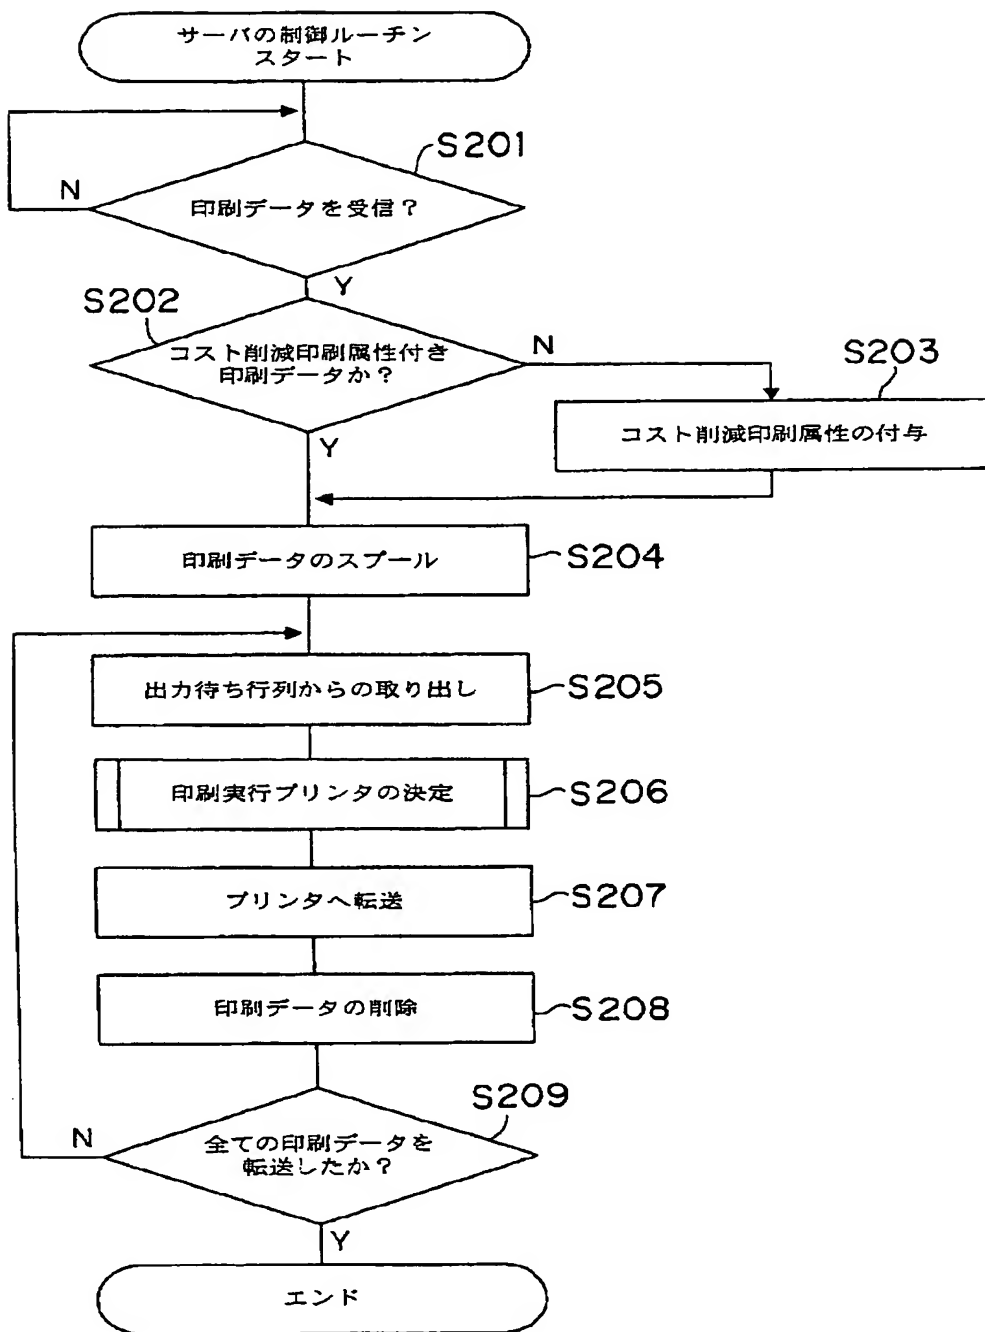 サーバの制御ルーチン
スタート
S201
N
印刷データを受信？
Y
S202
コスト削減印刷属性付き
印刷データか？
N
S203
コスト削減印刷属性の付与
Y
印刷データのスプール
S204
出力待ち行列からの取り出し
S205
印刷実行プリンタの決定
S206
プリンタへ転送
S207
印刷データの削除
S208
S209
N
全ての印刷データを
転送したか？
Y
エンド